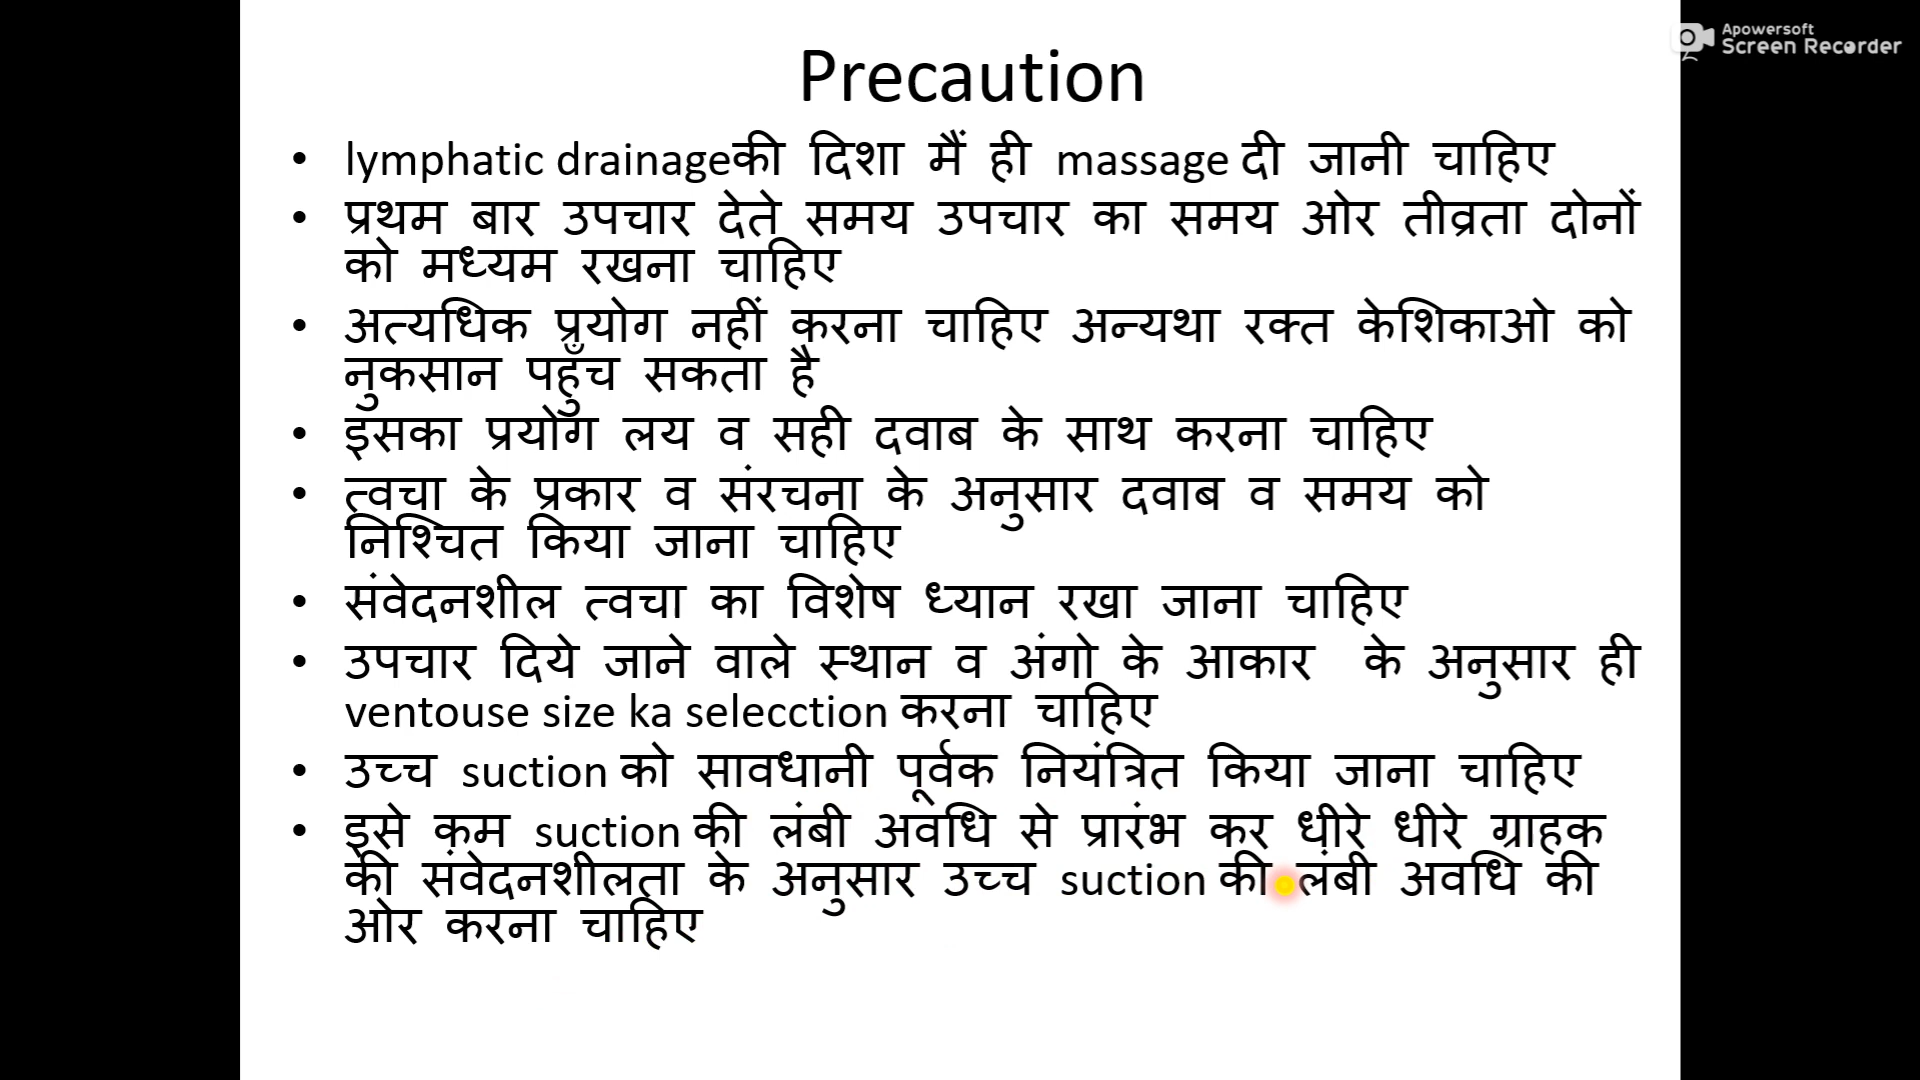 Apowersoft
Screen Recorder
Precaution
• lymphatic drainageकी दिशा मैं ही massage दी जानी चाहिए
• प्रथम बार उपचार देते समय उपचार का समय ओर तीव्रता दोनों
को मध्यम रखना चाहिए
• अत्यधिक प्रयोग नहीं करना चाहिए अन्यथा रक्त केशिकाओ को
नुकसान पहुँच सकता है
• इसका प्रयोग लय व सही दवाब के साथ करना चाहिए
• त्वचा के प्रकार व संरचना के अनुसार दवाब व समय को
निश्चित किया जाना चाहिए
• संवेदनशील त्वचा का विशेष ध्यान रखा जाना चाहिए
• उपचार दिये जाने वाले स्थान व अंगो के आकार के अनुसार ही
ventouse size ka selecction करना चाहिए
• उच्च suction को सावधानी पूर्वक नियंत्रित किया जाना चाहिए
• इसे कम suction की लंबी अवधि से प्रारंभ कर धीरे धीरे ग्राहक
की संवेदनशीलता के अनुसार उच्च suction की लंबी अवधि की
ओर करना चाहिए